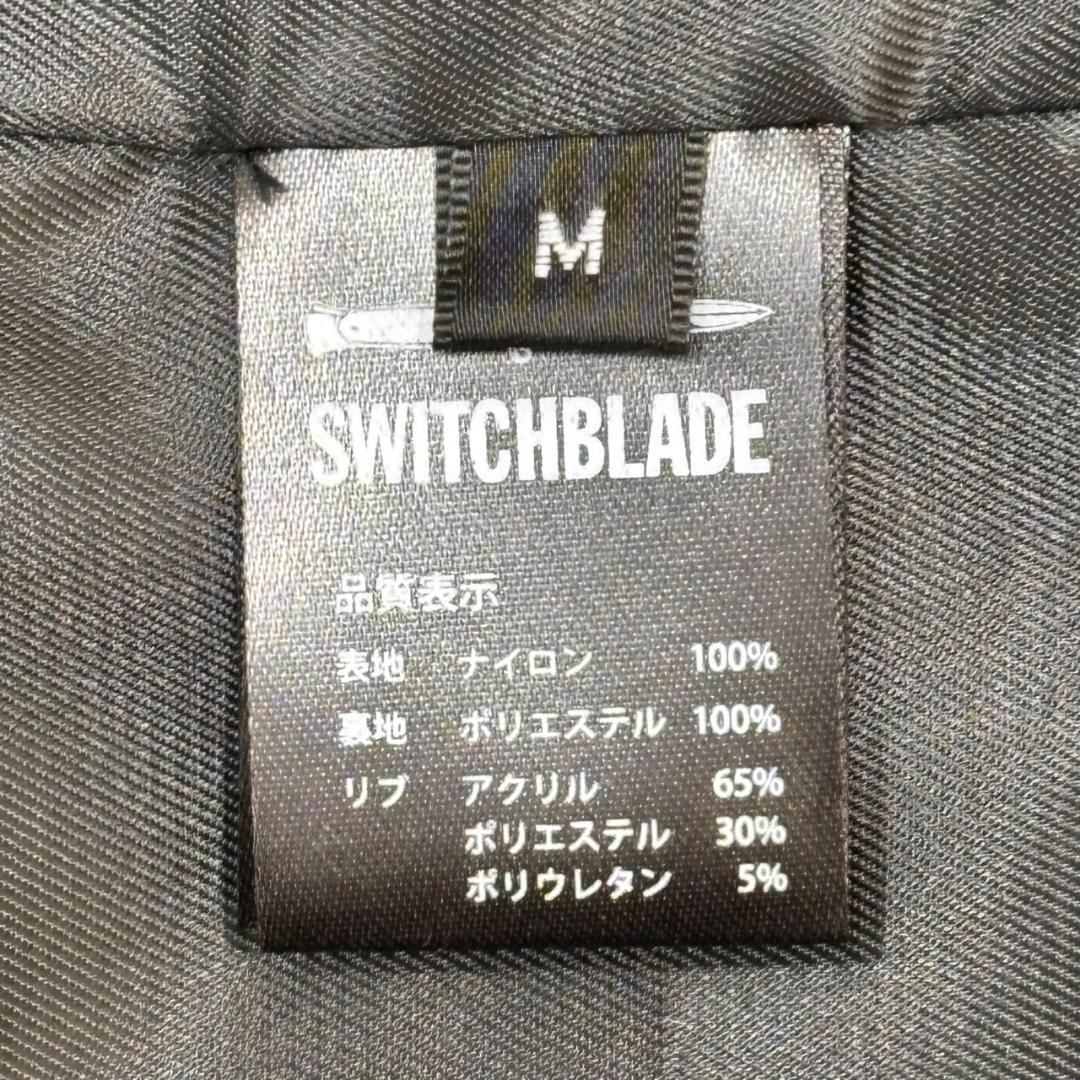 M
SWITCHBLADE
品質表示
表地 ナイロン 100%
裏地 ポリエステル 100%
リブ アクリル 65%
ポリエステル 30%
ポリウレタン 5%